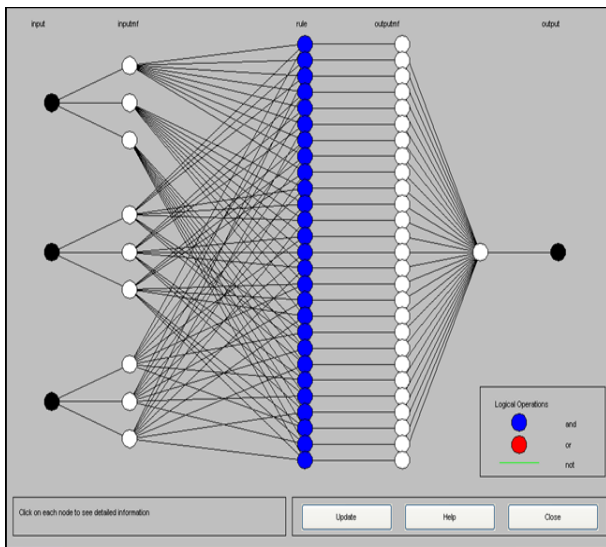 input inputmf rule outputmf output
Logical Operations
and
or
not
Click on each node to see detailed information
Update Help Close